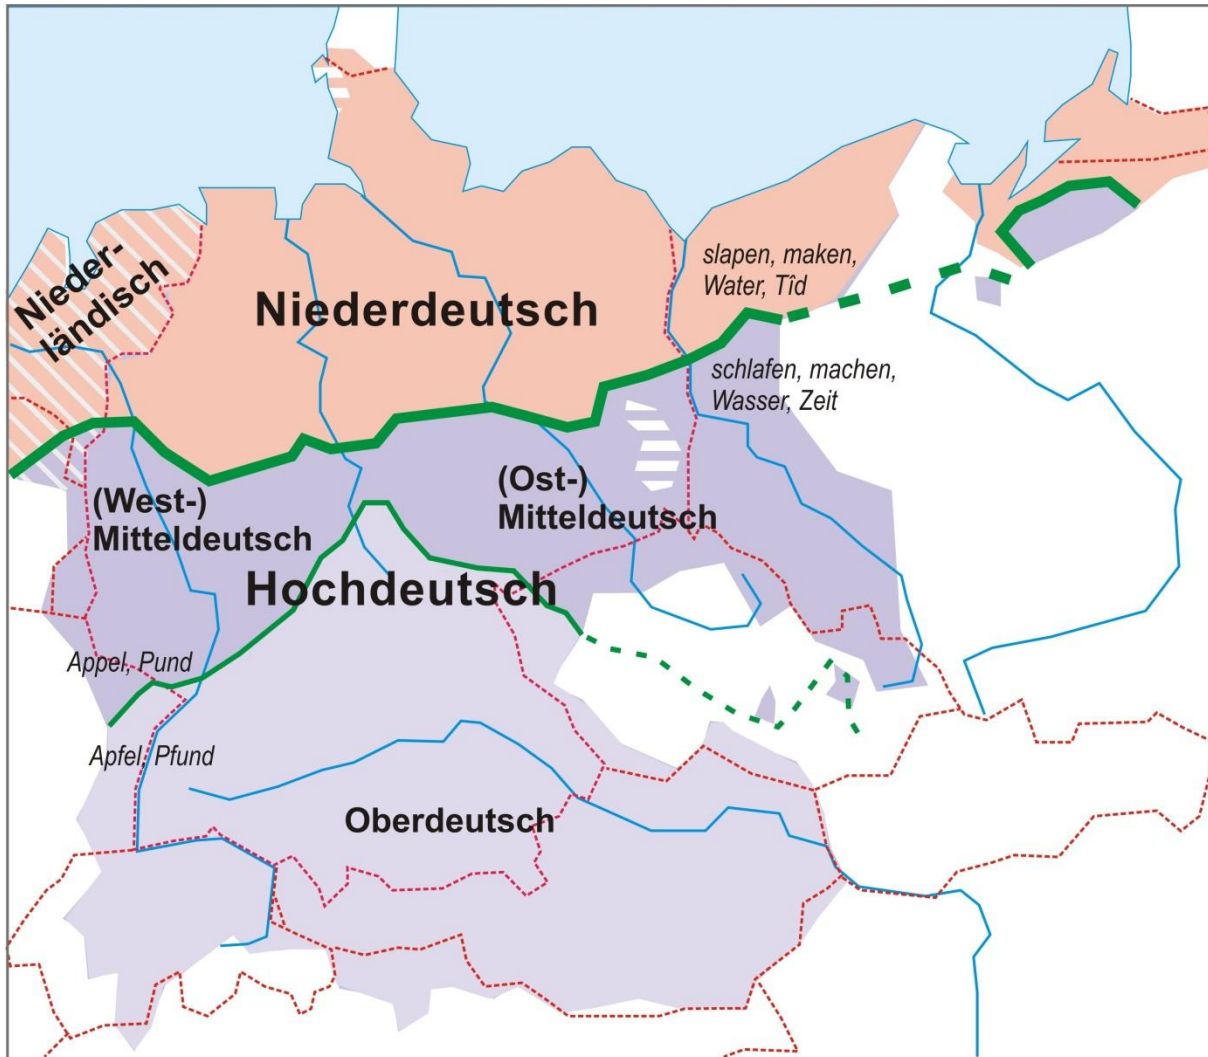 slapen, maken,
Water, Tîd
Nieder-
ländisch
Niederdeutsch
schlafen, machen,
Wasser, Zeit
(West-)
Mitteldeutsch
(Ost-)
Mitteldeutsch
Hochdeutsch
Appel, Pund
Apfel, Pfund
Oberdeutsch